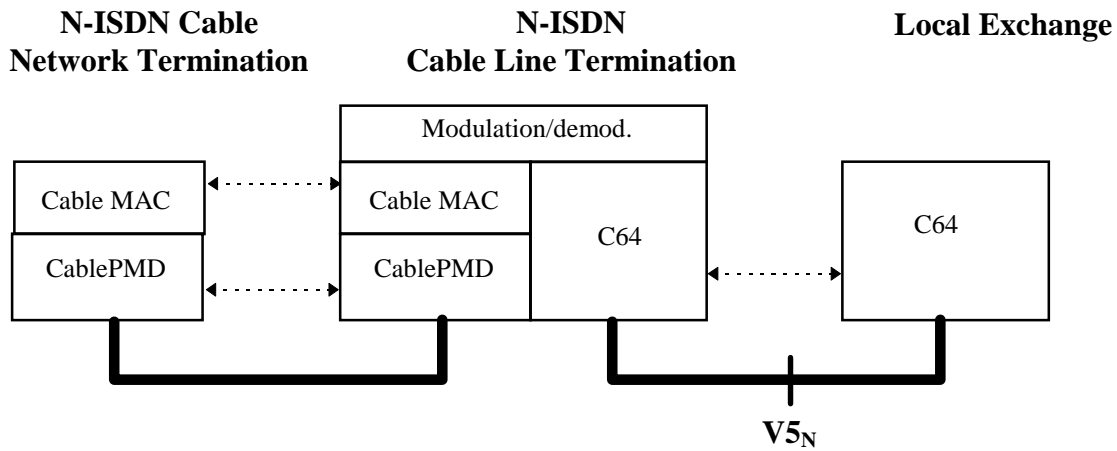 N-ISDN Cable
Network Termination
N-ISDN
Cable Line Termination
Local Exchange
Modulation/demod.
Cable MAC
CablePMD
Cable MAC
CablePMD
C64
C64
V5N